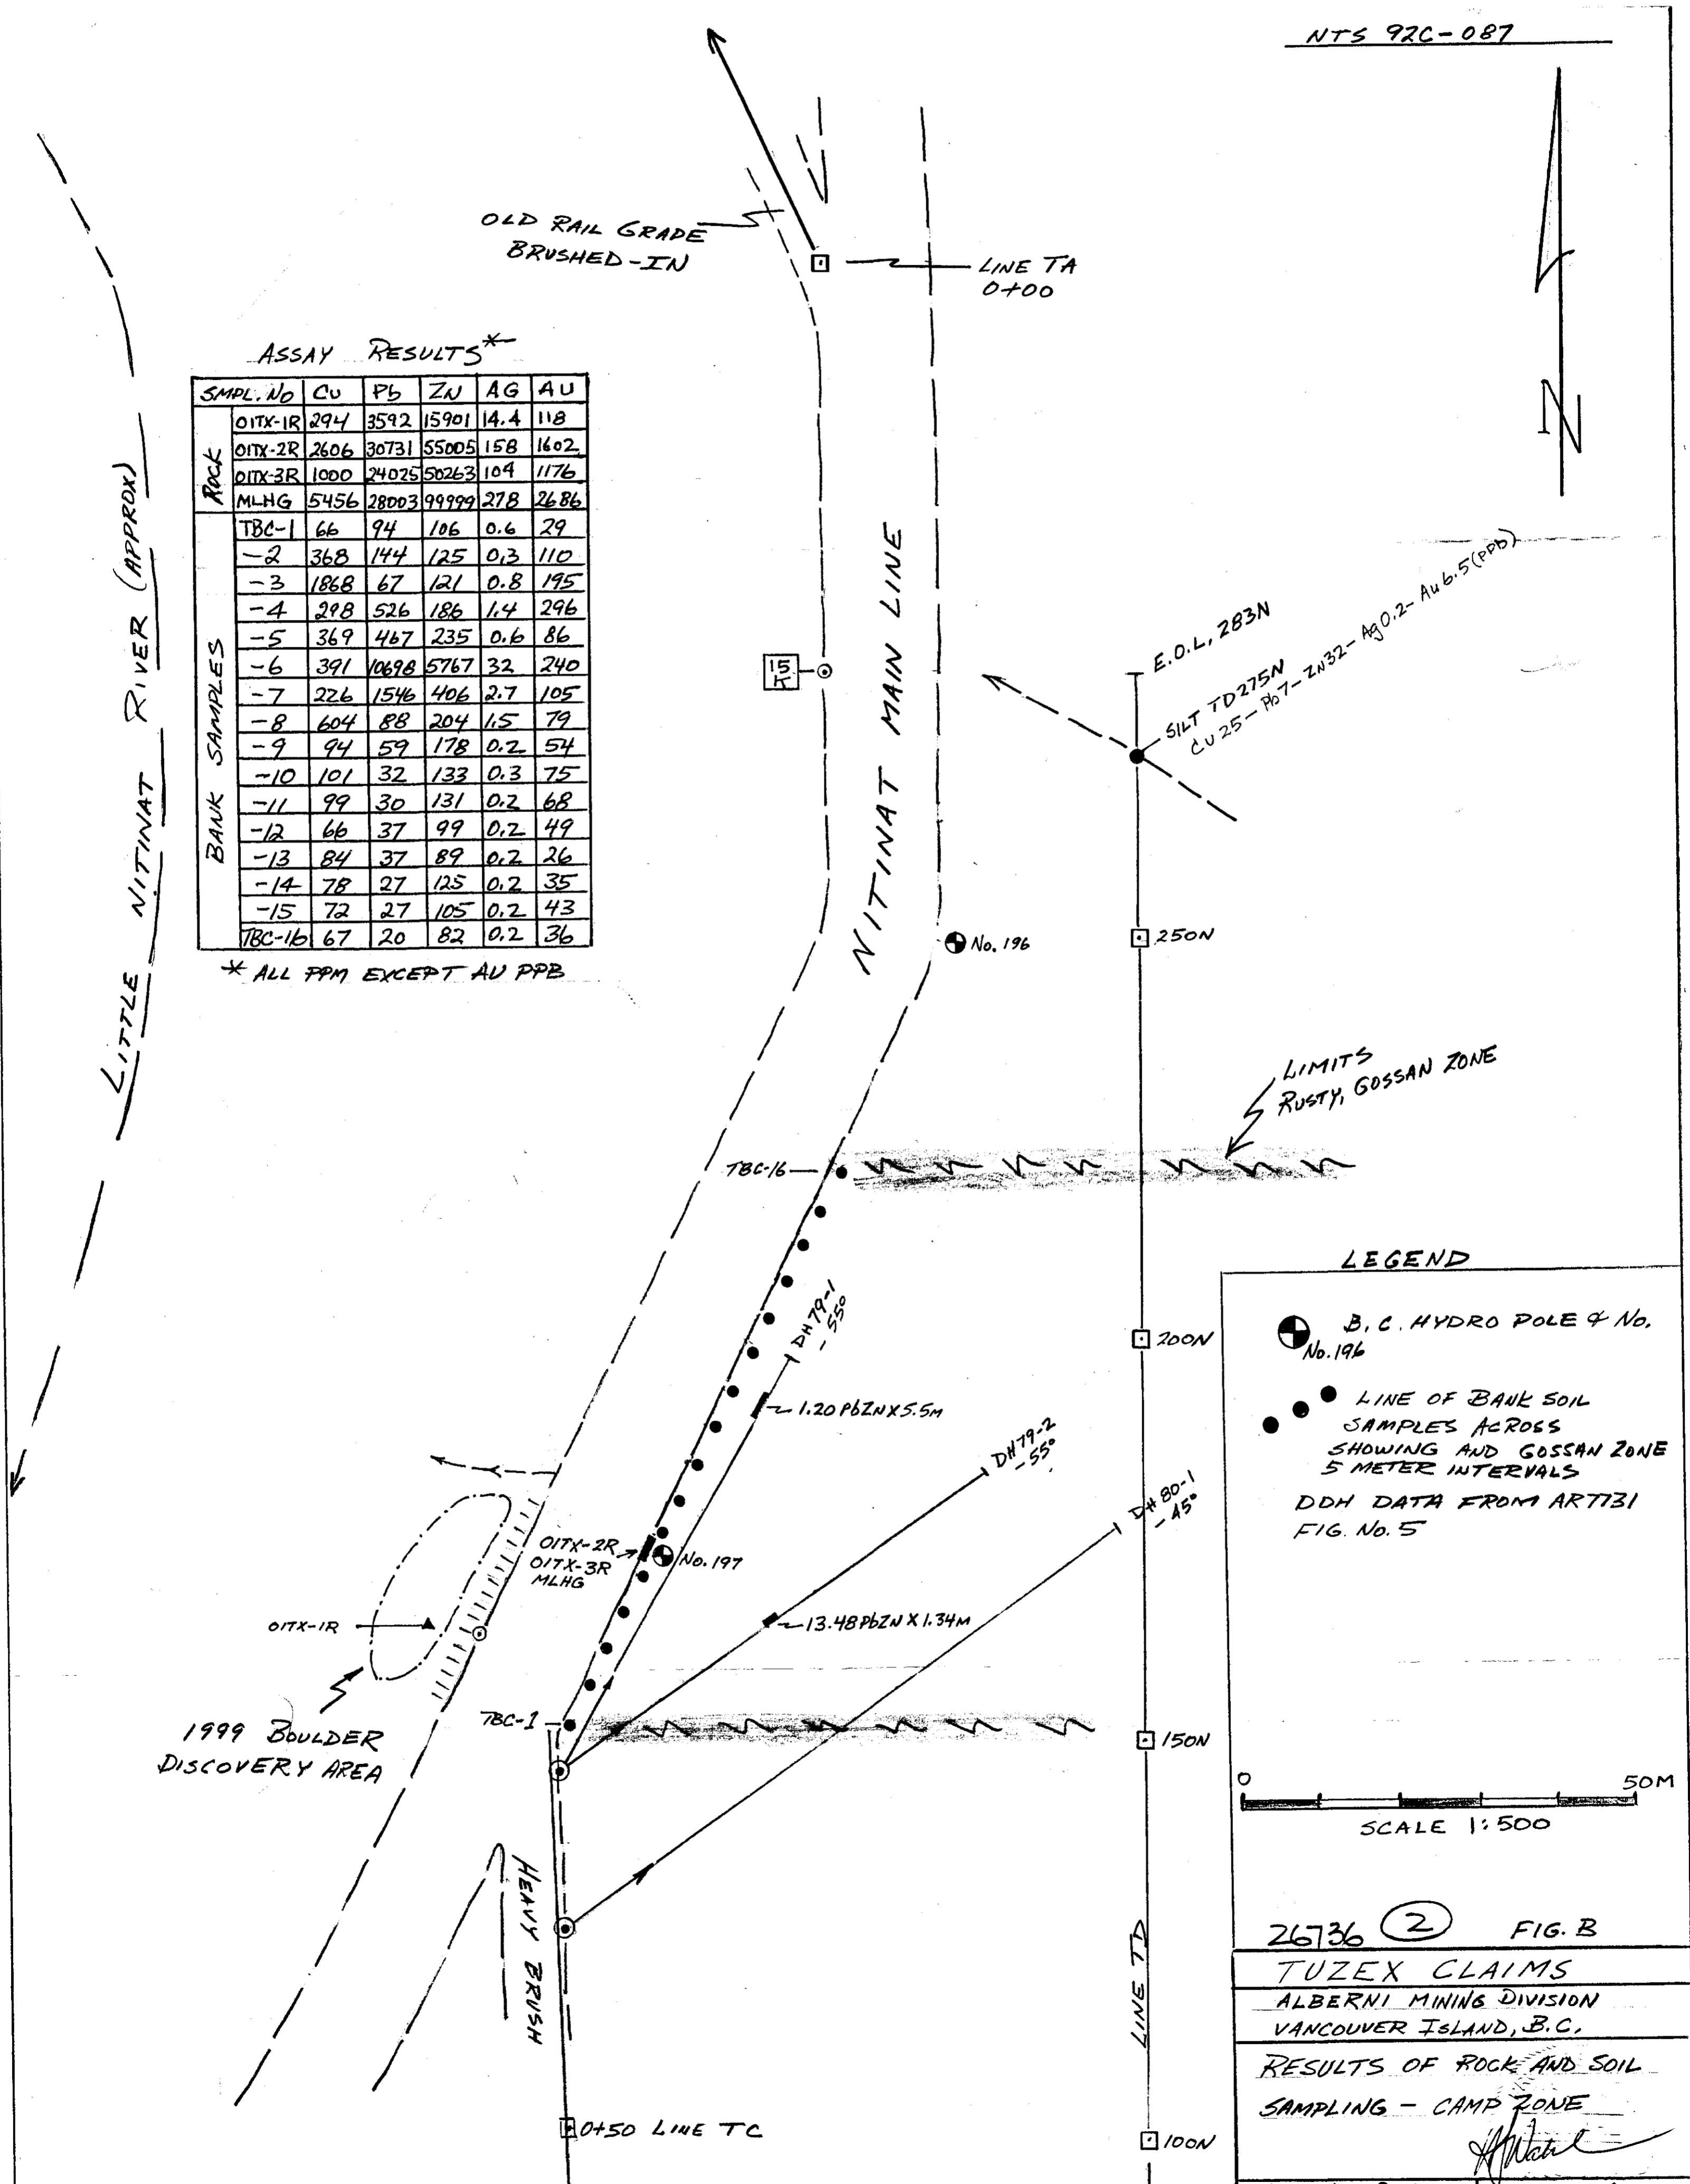 NTS 92C-087
OLD RAIL GRADE
BRUSHED-IN
LINE TA
0+00
ASSAY RESULTS*
SMPL. No Cu Pb ZN AG AU
ROCK
01TX-1R 294 3592 15901 14.4 118
01TX-2R 2606 30731 55005 158 1602
01TX-3R 1000 24025 50263 104 1176
MLHG 5456 28003 99999 278 2686
BANK SAMPLES
TBC-1 66 94 106 0.6 29
-2 368 144 125 0.3 110
-3 1868 67 121 0.8 195
-4 298 526 186 1.4 296
-5 369 467 235 0.6 86
-6 391 10698 5767 32 240
-7 226 1546 406 2.7 105
-8 604 88 204 1.5 79
-9 94 59 178 0.2 54
-10 101 32 133 0.3 75
-11 99 30 131 0.2 68
-12 66 37 99 0.2 49
-13 84 37 89 0.2 26
-14 78 27 125 0.2 35
-15 72 27 105 0.2 43
TBC-16 67 20 82 0.2 36
* ALL PPM EXCEPT AU PPB
LITTLE NITINAT RIVER (APPROX)
N
NITINAT MAIN LINE
15
K
E.O.L, 283N
SILT TD275N
Cu 25 - Pb 7 - ZN32 - Ag 0.2 - Au 6.5 (PPB)
No. 196
250N
LIMITS
RUSTY, GOSSAN ZONE
TBC-16
DH79-1
-55°
200N
1.20 PbZN X 5.5M
DH79-2
-55°
DH 80-1
-45°
01TX-2R
01TX-3R
MLHG
No. 197
01TX-1R
13.48 PbZN X 1.34M
1999 BOULDER
DISCOVERY AREA
TBC-1
150N
HEAVY BRUSH
LINE TD
0+50 LINE TC
100N
LEGEND
B.C. HYDRO POLE & No.
No. 196
LINE OF BANK SOIL
SAMPLES ACROSS
SHOWING AND GOSSAN ZONE
5 METER INTERVALS
DDH DATA FROM AR7731
FIG. No. 5
0 50M
SCALE 1:500
26736 2 FIG. B
TUZEX CLAIMS
ALBERNI MINING DIVISION
VANCOUVER ISLAND, B.C.
RESULTS OF ROCK AND SOIL
SAMPLING - CAMP ZONE